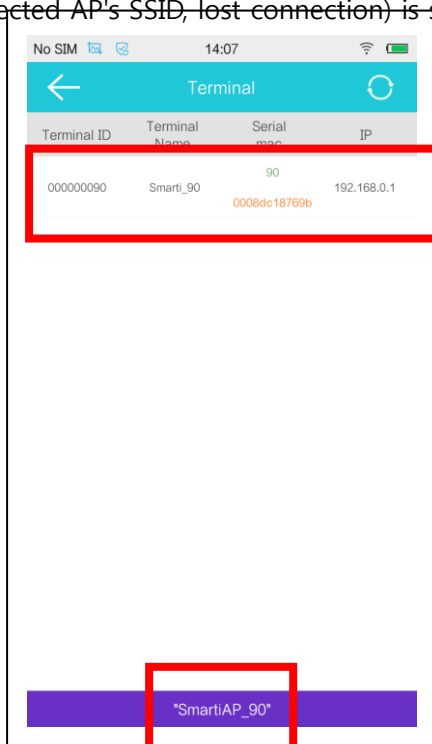 ected AP's SSID, lost connection) is s
No SIM 14:07
Terminal
Terminal ID Terminal Name Serial mac IP
000000090 Smarti_90 90 0008dc18769b 192.168.0.1
"SmartiAP_90"